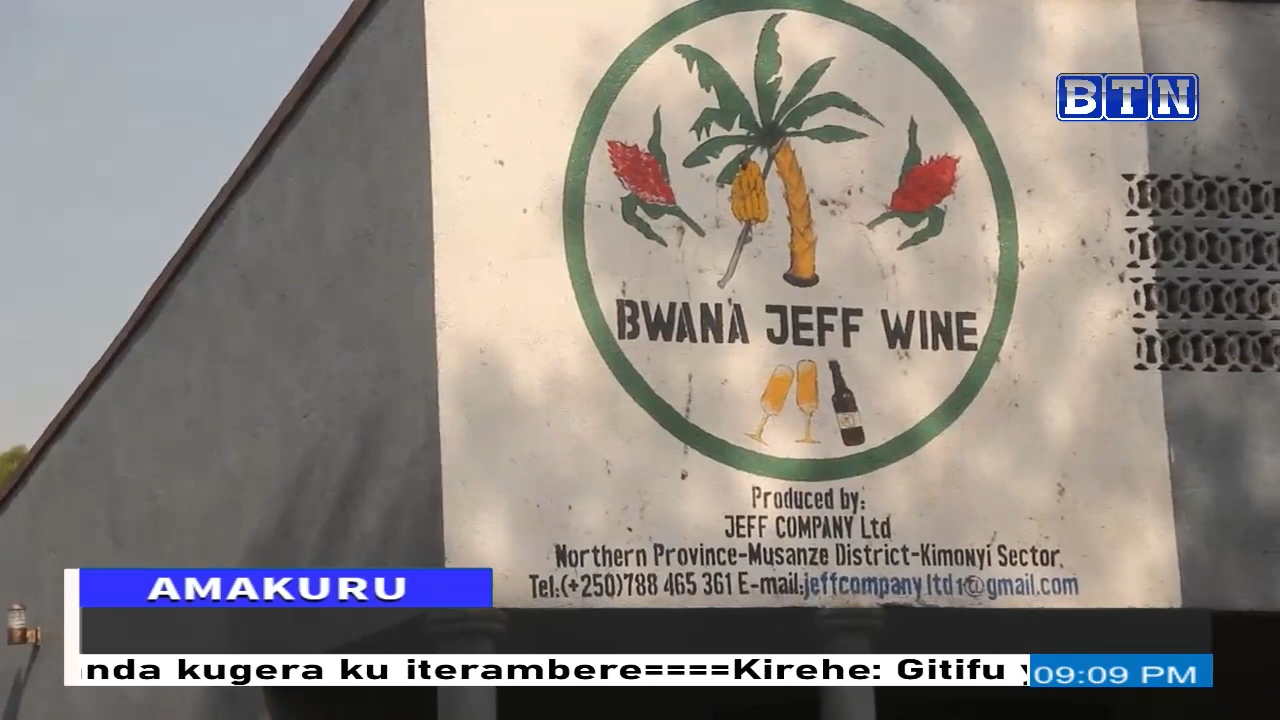 BTN
BWANA JEFF WINE
Produced by:
JEFF COMPANY Ltd
Northern Province-Musanze District-Kimonyi Sector.
Tel:(+250)788 465 361 E-mail:jeffcompanyltd1@gmail.com
AMAKURU
kugera ku iterambere====Kirehe: Gitifu
09:09 PM